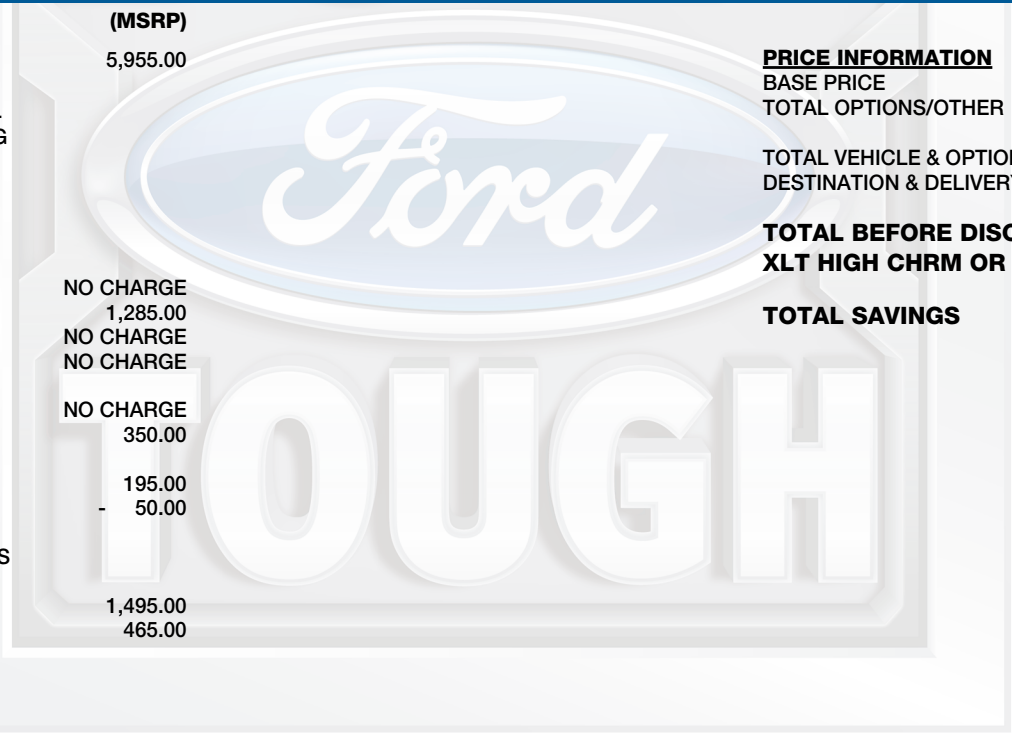 (MSRP)
5,955.00
G
NO CHARGE
1,285.00
NO CHARGE
NO CHARGE
NO CHARGE
350.00
195.00
- 50.00
S
1,495.00
465.00
PRICE INFORMATION
BASE PRICE
TOTAL OPTIONS/OTHER
TOTAL VEHICLE & OPTIO
DESTINATION & DELIVERY
TOTAL BEFORE DISC
XLT HIGH CHRM OR
TOTAL SAVINGS
Ford
TOUGH